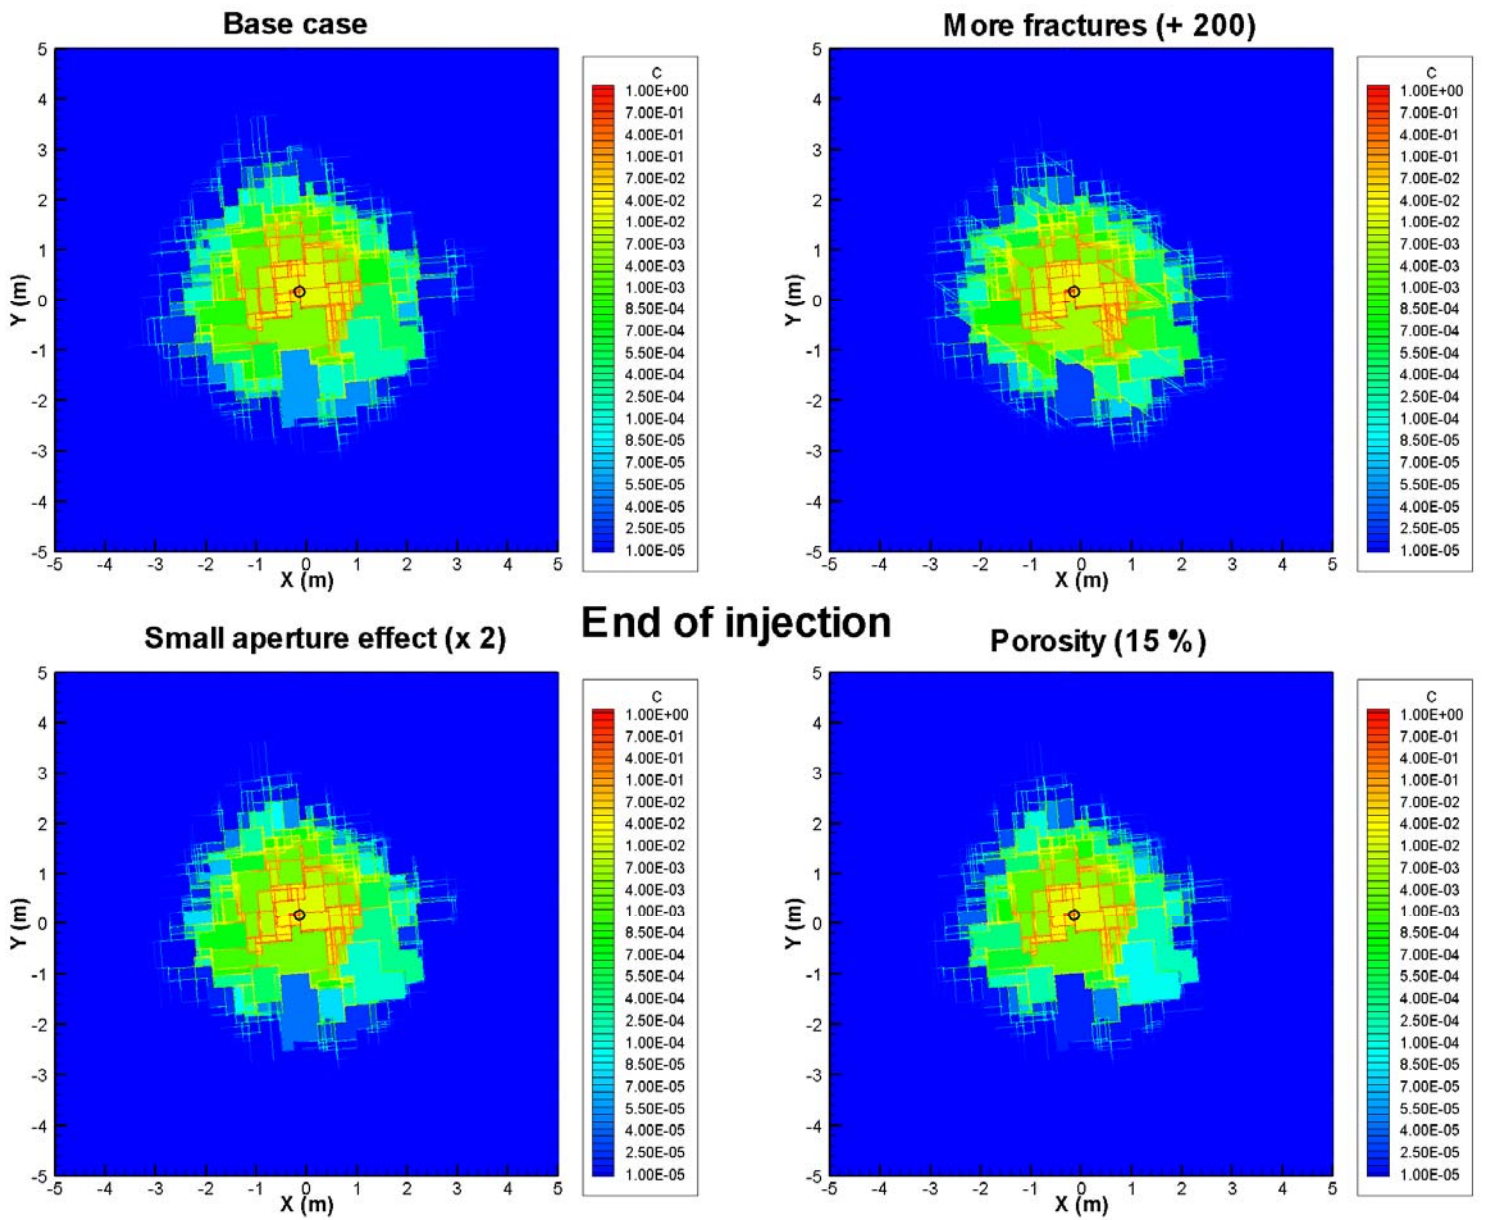 Base case
5
4
3
2
1
0
-1
-2
-3
-4
-5
Y (m)
-5 -4 -3 -2 -1 0 1 2 3 4 5
X (m)
C
1.00E+00
7.00E-01
4.00E-01
1.00E-01
7.00E-02
4.00E-02
1.00E-02
7.00E-03
4.00E-03
1.00E-03
8.50E-04
7.00E-04
5.50E-04
4.00E-04
2.50E-04
1.00E-04
8.50E-05
7.00E-05
5.50E-05
4.00E-05
2.50E-05
1.00E-05
More fractures (+ 200)
5
4
3
2
1
0
-1
-2
-3
-4
-5
Y (m)
-5 -4 -3 -2 -1 0 1 2 3 4 5
X (m)
C
1.00E+00
7.00E-01
4.00E-01
1.00E-01
7.00E-02
4.00E-02
1.00E-02
7.00E-03
4.00E-03
1.00E-03
8.50E-04
7.00E-04
5.50E-04
4.00E-04
2.50E-04
1.00E-04
8.50E-05
7.00E-05
5.50E-05
4.00E-05
2.50E-05
1.00E-05
End of injection
Small aperture effect (x 2)
5
4
3
2
1
0
-1
-2
-3
-4
-5
Y (m)
-5 -4 -3 -2 -1 0 1 2 3 4 5
X (m)
C
1.00E+00
7.00E-01
4.00E-01
1.00E-01
7.00E-02
4.00E-02
1.00E-02
7.00E-03
4.00E-03
1.00E-03
8.50E-04
7.00E-04
5.50E-04
4.00E-04
2.50E-04
1.00E-04
8.50E-05
7.00E-05
5.50E-05
4.00E-05
2.50E-05
1.00E-05
Porosity (15 %)
5
4
3
2
1
0
-1
-2
-3
-4
-5
Y (m)
-5 -4 -3 -2 -1 0 1 2 3 4 5
X (m)
C
1.00E+00
7.00E-01
4.00E-01
1.00E-01
7.00E-02
4.00E-02
1.00E-02
7.00E-03
4.00E-03
1.00E-03
8.50E-04
7.00E-04
5.50E-04
4.00E-04
2.50E-04
1.00E-04
8.50E-05
7.00E-05
5.50E-05
4.00E-05
2.50E-05
1.00E-05